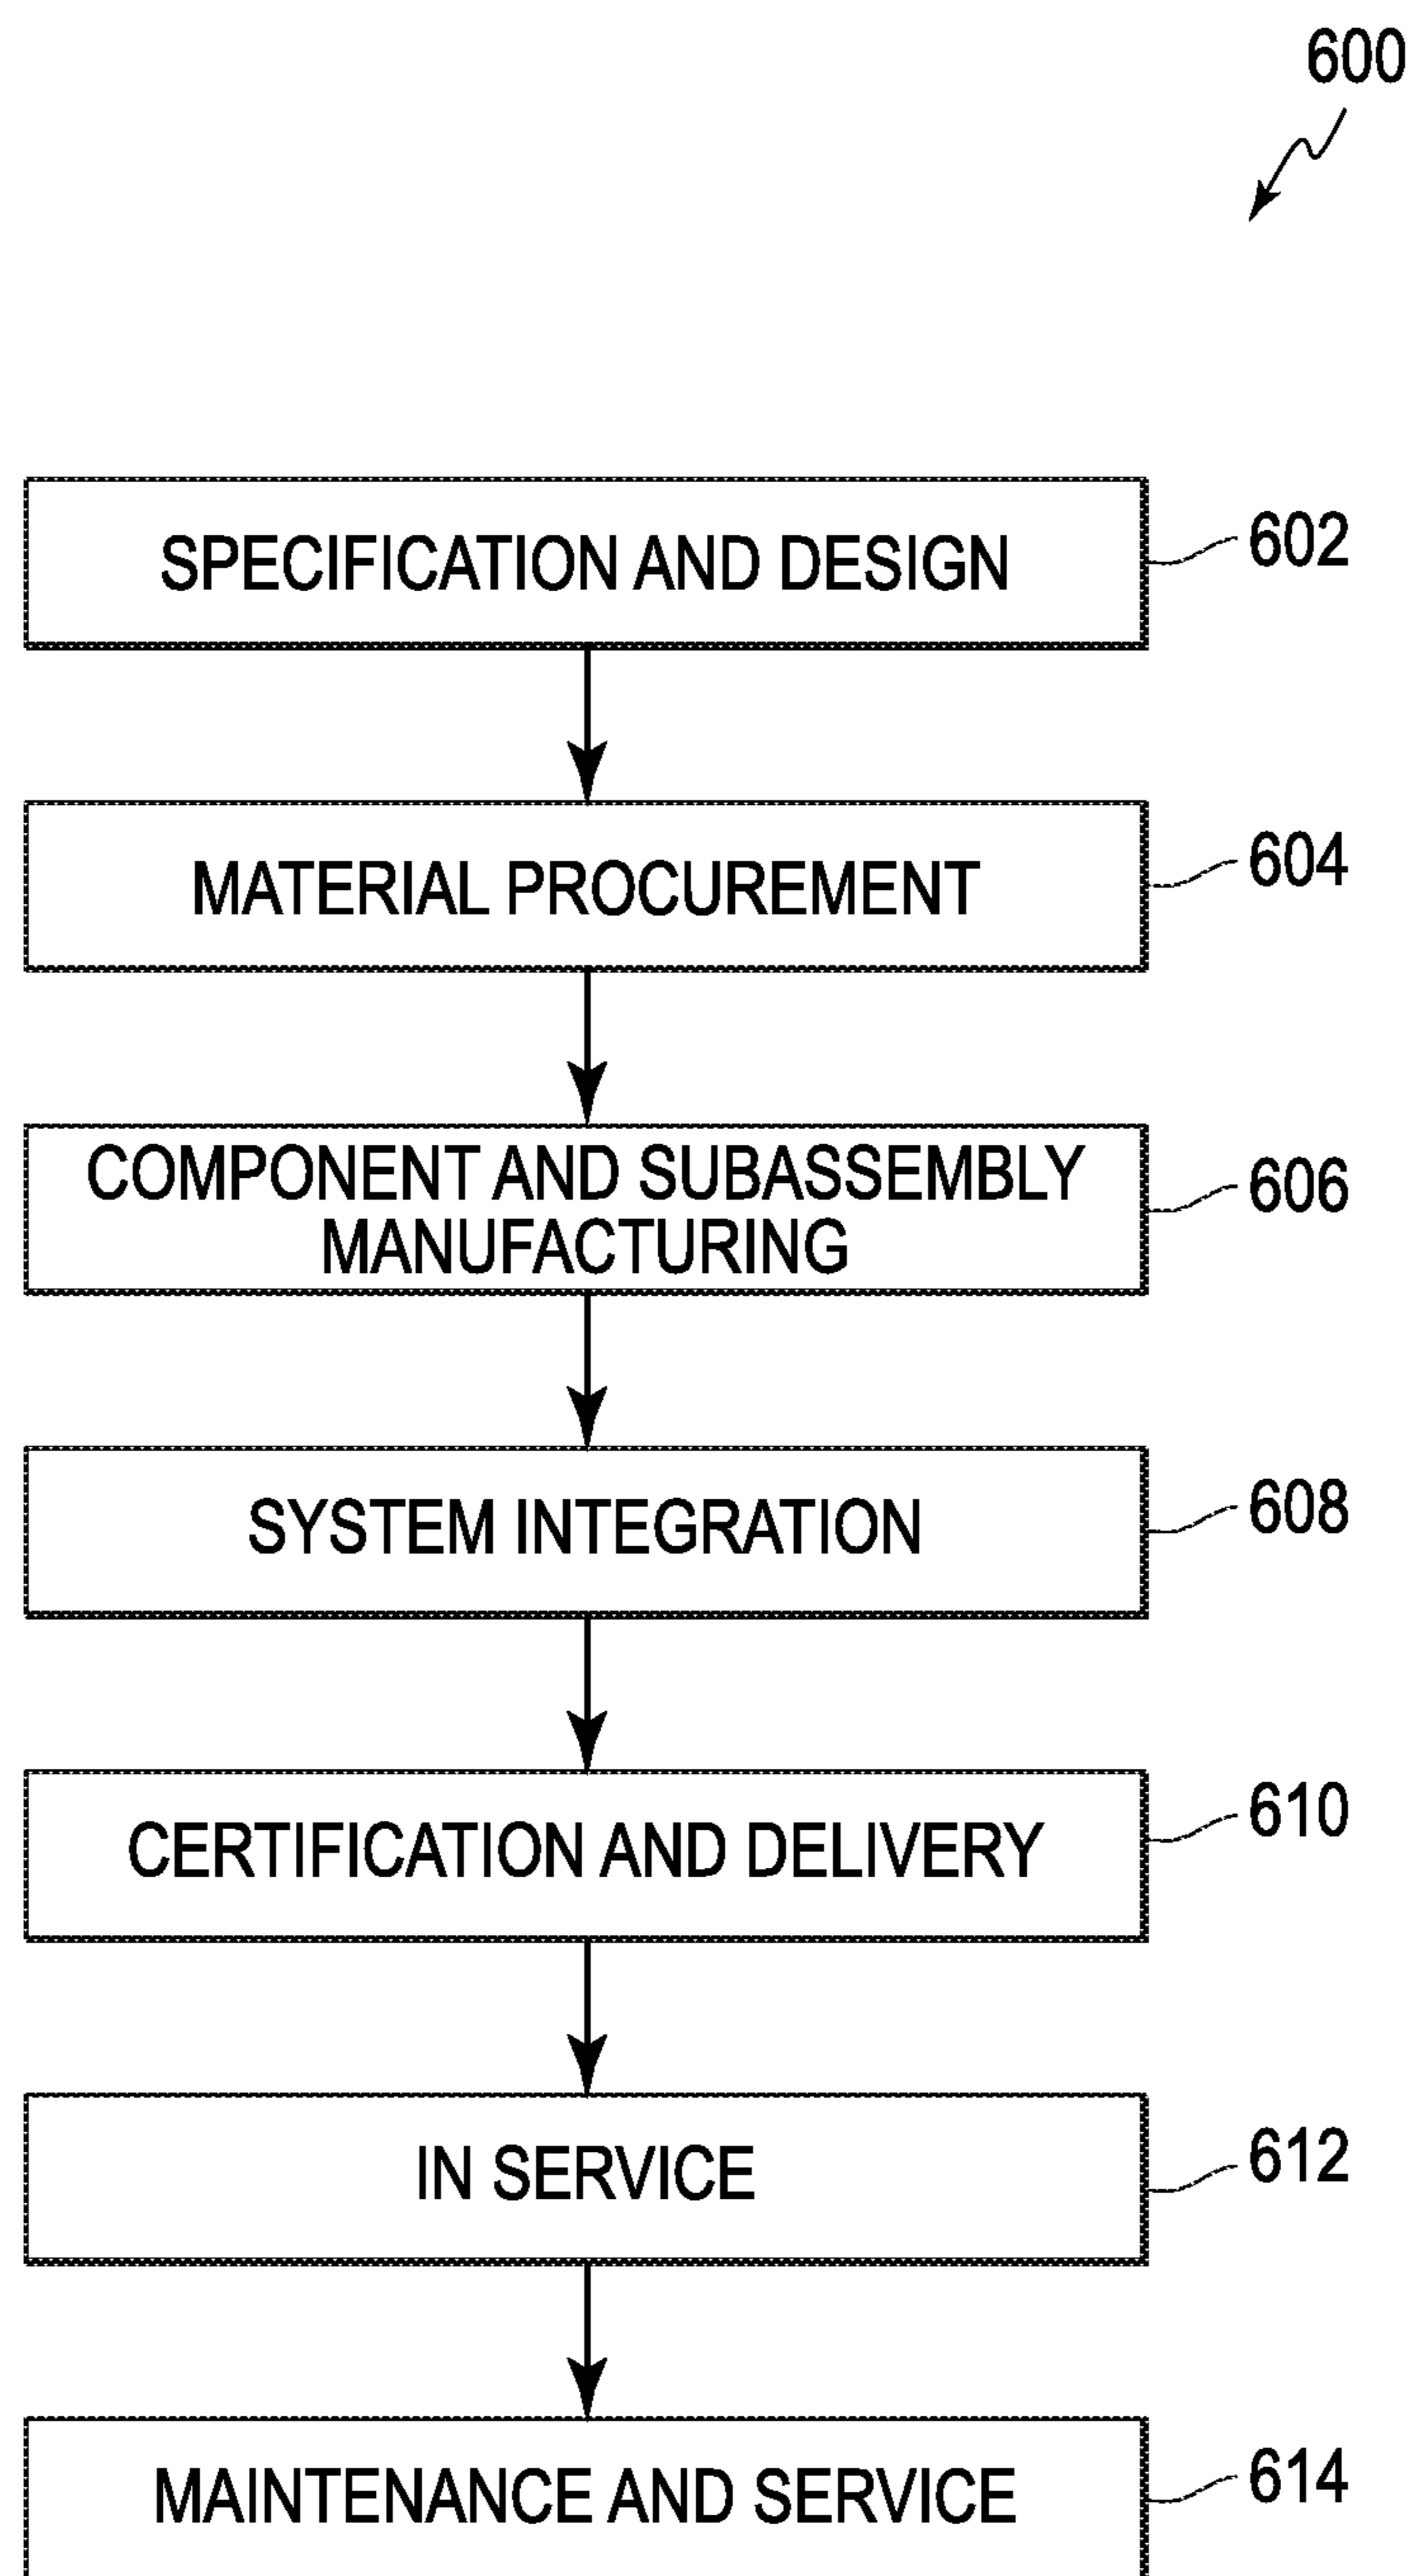 600
SPECIFICATION AND DESIGN
602
MATERIAL PROCUREMENT
604
COMPONENT AND SUBASSEMBLY
MANUFACTURING
606
SYSTEM INTEGRATION
608
CERTIFICATION AND DELIVERY
610
IN SERVICE
612
MAINTENANCE AND SERVICE
614